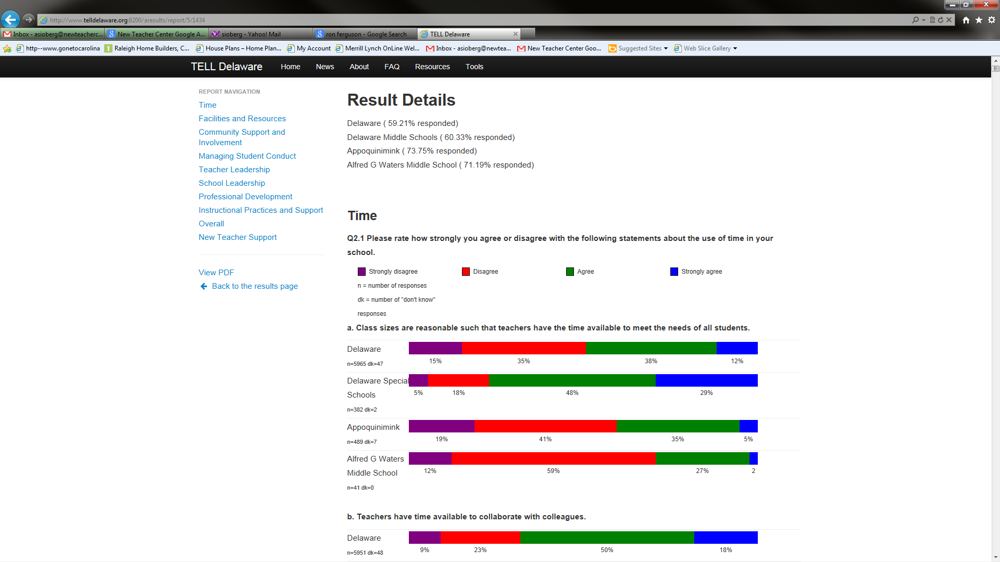 http://www.telldelaware.org:8200/aresults/report/5/1434
Inbox - asioberg@newteacherc...
New Teacher Center Google A...
sioberg - Yahoo! Mail
ron ferguson - Google Search
TELL Delaware
http--www.gonetocarolina
Raleigh Home Builders, C...
House Plans – Home Plan...
My Account
Merrill Lynch OnLine Wel...
Inbox - asioberg@newtea...
New Teacher Center Goo...
Suggested Sites
Web Slice Gallery
TELL Delaware
Home
News
About
FAQ
Resources
Tools
REPORT NAVIGATION
Time
Facilities and Resources
Community Support and
Involvement
Managing Student Conduct
Teacher Leadership
School Leadership
Professional Development
Instructional Practices and Support
Overall
New Teacher Support
View PDF
Back to the results page
Result Details
Delaware ( 59.21% responded)
Delaware Middle Schools ( 60.33% responded)
Appoquinimink ( 73.75% responded)
Alfred G Waters Middle School ( 71.19% responded)
Time
Q2.1 Please rate how strongly you agree or disagree with the following statements about the use of time in your
school.
Strongly disagree
Disagree
Agree
Strongly agree
n = number of responses
dk = number of "don't know"
responses
a. Class sizes are reasonable such that teachers have the time available to meet the needs of all students.
Delaware
n=5965 dk=47
15% 35% 38% 12%
Delaware Special
Schools
n=382 dk=2
5% 18% 48% 29%
Appoquinimink
n=489 dk=7
19% 41% 35% 5%
Alfred G Waters
Middle School
n=41 dk=0
12% 59% 27% 2
b. Teachers have time available to collaborate with colleagues.
Delaware
n=5951 dk=48
9% 23% 50% 18%